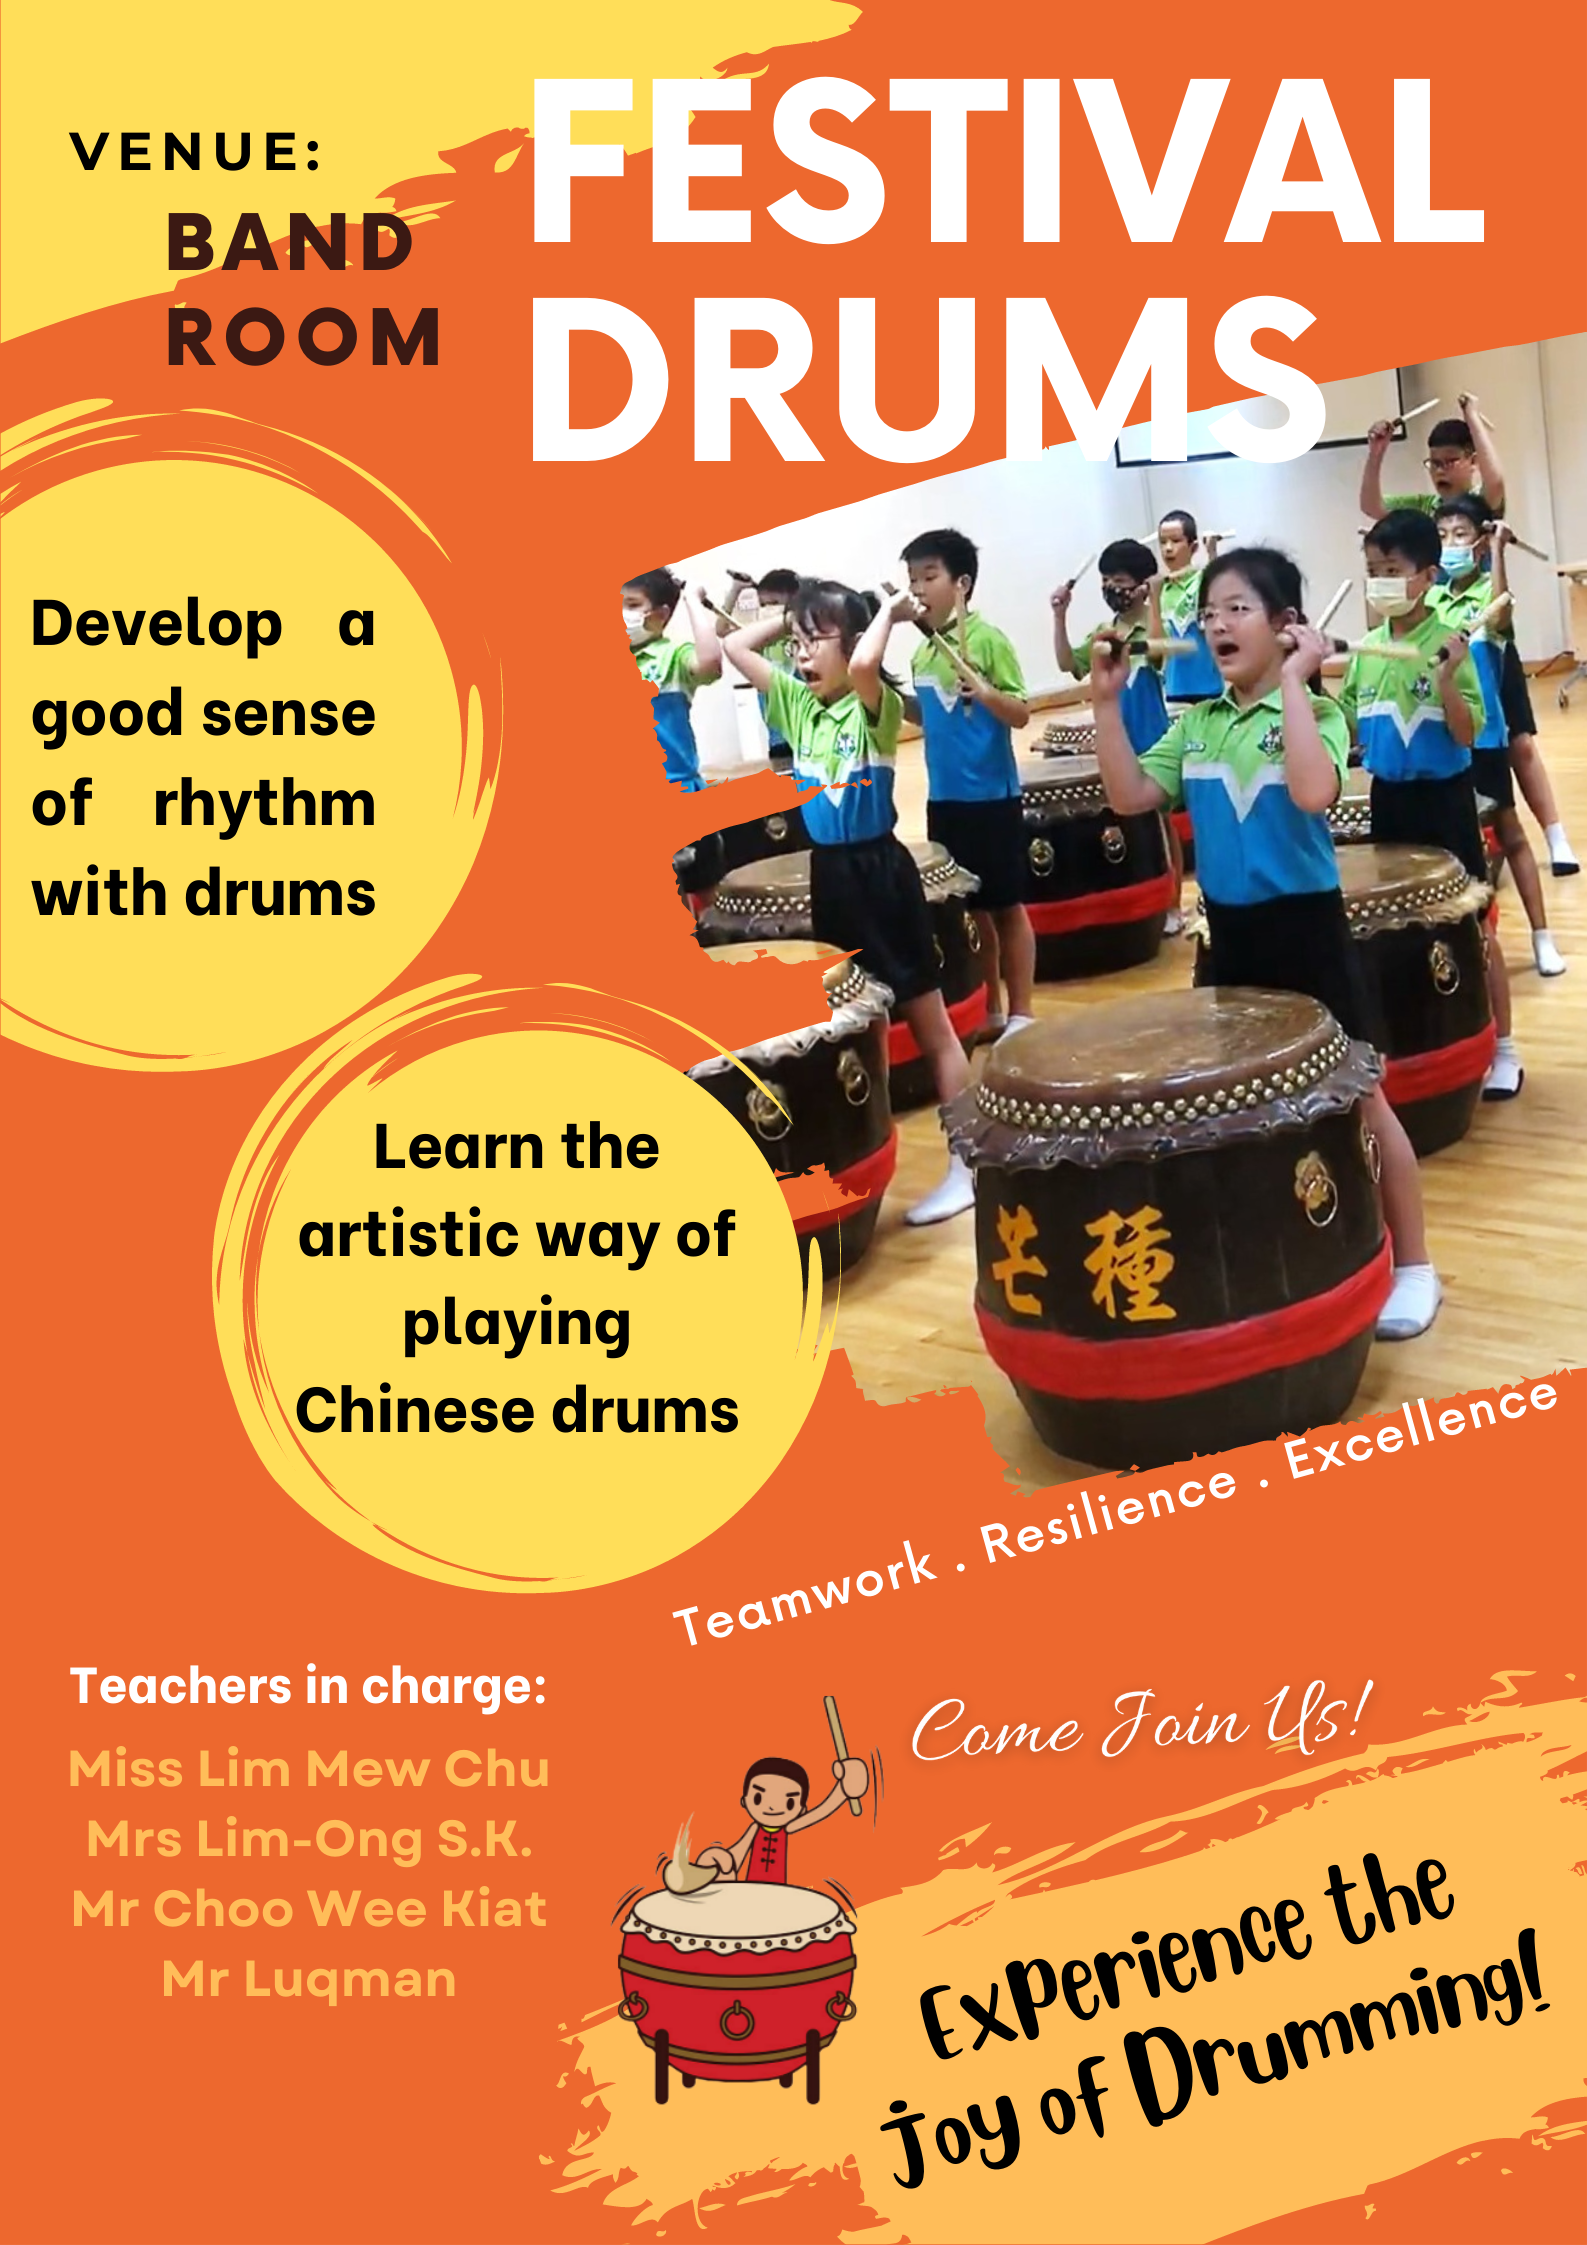 FESTIVAL
DRUMS
VENUE:
BAND
ROOM
Develop a
good sense
of rhythm
with drums
Learn the
artistic way of
playing
Chinese drums
芒種
Teamwork . Resilience . Excellence
Teachers in charge:
Miss Lim Mew Chu
Mrs Lim-Ong S.K.
Mr Choo Wee Kiat
Mr Luqman
Come Join Us!
Experience the
joy of Drumming!